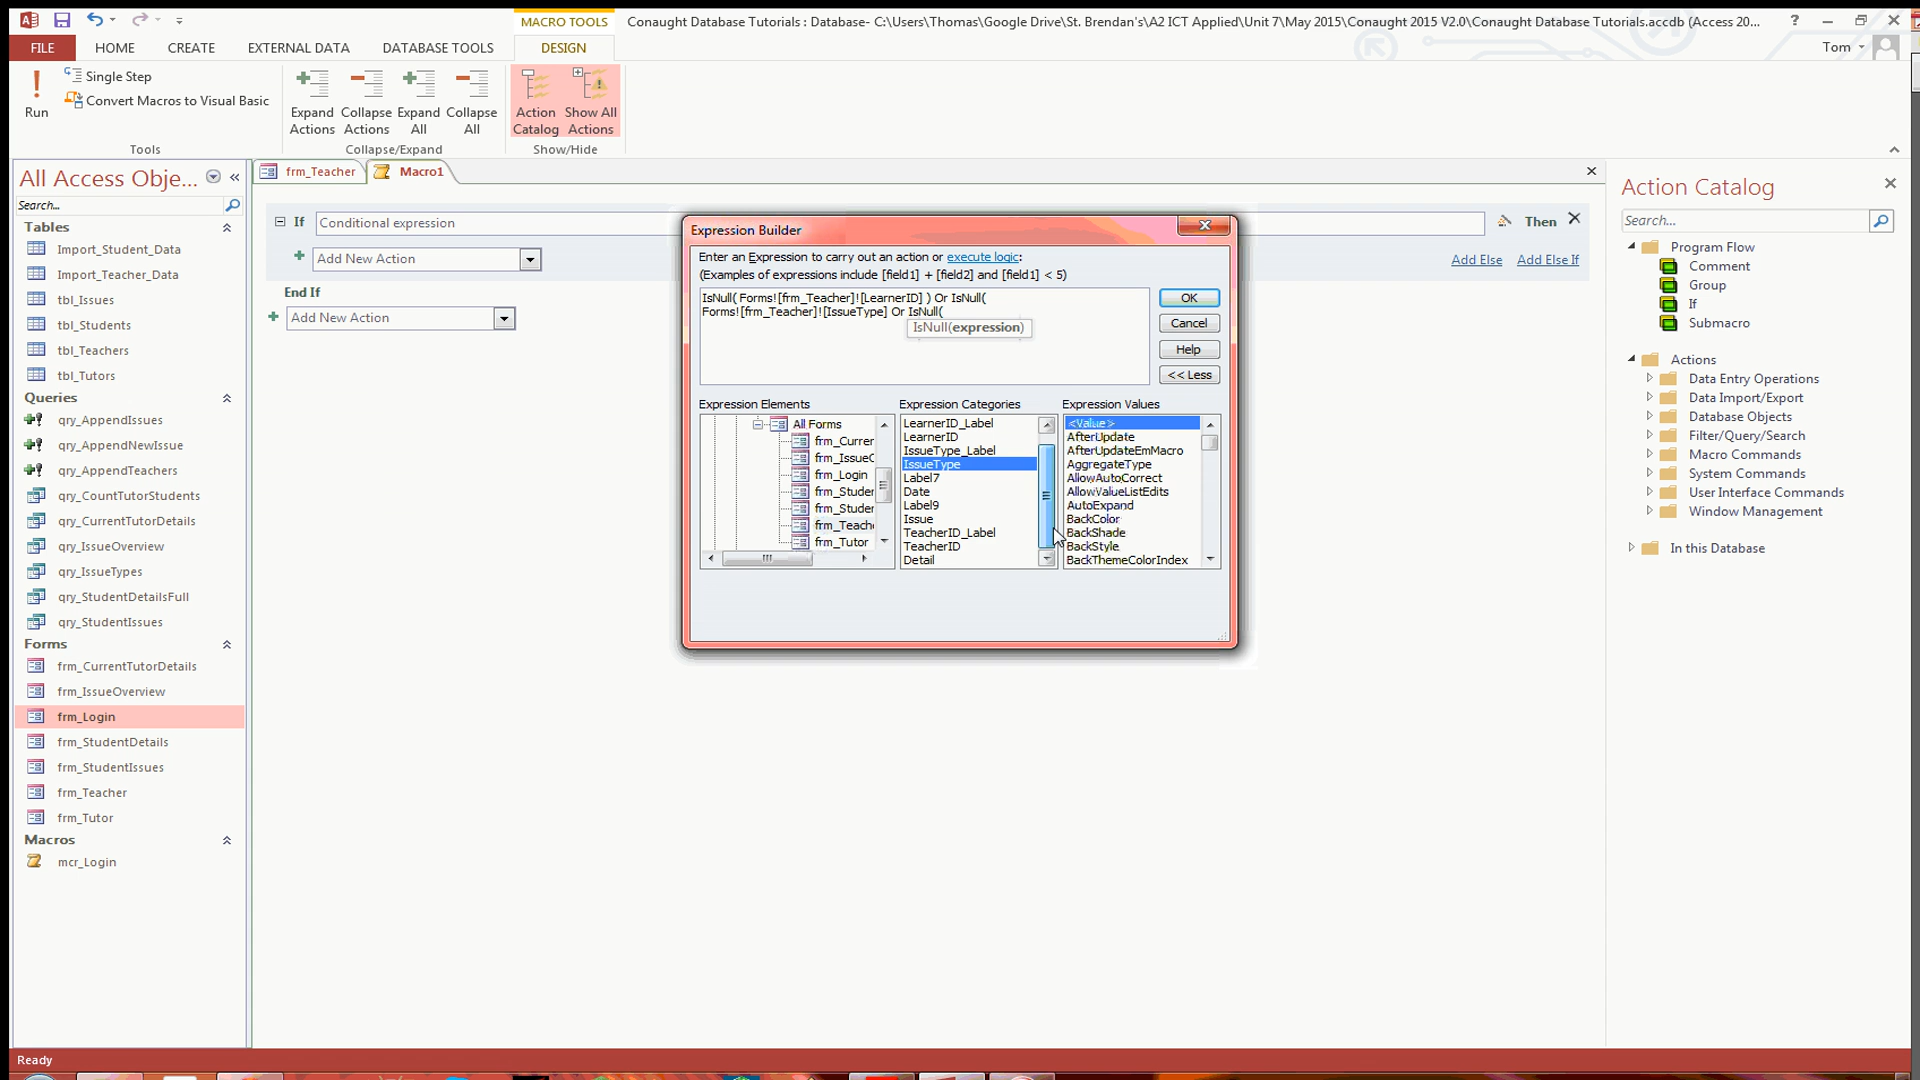 MACRO TOOLS
Conaught Database Tutorials : Database- C:\Users\Thomas\Google Drive\St. Brendan's\A2 ICT Applied\Unit 7\May 2015\Conaught 2015 V2.0\Conaught Database Tutorials.accdb (Access 20...
FILE HOME CREATE EXTERNAL DATA DATABASE TOOLS DESIGN
Tom
Run
Single Step
Convert Macros to Visual Basic
Expand Actions
Collapse Actions
Expand All
Collapse All
Action Catalog
Show All Actions
Tools
Collapse/Expand
Show/Hide
All Access Obje...
Search...
Tables
Import_Student_Data
Import_Teacher_Data
tbl_Issues
tbl_Students
tbl_Teachers
tbl_Tutors
Queries
qry_AppendIssues
qry_AppendNewIssue
qry_AppendTeachers
qry_CountTutorStudents
qry_CurrentTutorDetails
qry_IssueOverview
qry_IssueTypes
qry_StudentDetailsFull
qry_StudentIssues
Forms
frm_CurrentTutorDetails
frm_IssueOverview
frm_Login
frm_StudentDetails
frm_StudentIssues
frm_Teacher
frm_Tutor
Macros
mcr_Login
frm_Teacher
Macro1
If Conditional expression
Then
Add New Action
Add Else Add Else If
End If
Add New Action
Expression Builder
Enter an Expression to carry out an action or execute logic:
(Examples of expressions include [field1] + [field2] and [field1] < 5)
IsNull( Forms![frm_Teacher]![LearnerID] ) Or IsNull(
Forms![frm_Teacher]![IssueType] Or IsNull(
IsNull(expression)
OK
Cancel
Help
<< Less
Expression Elements
All Forms
frm_Curren
frm_IssueC
frm_Login
frm_Studer
frm_Studer
frm_Teach
frm_Tutor
Expression Categories
LearnerID_Label
LearnerID
IssueType_Label
IssueType
Label7
Date
Label9
Issue
TeacherID_Label
TeacherID
Detail
Expression Values
<Value>
AfterUpdate
AfterUpdateEmMacro
AggregateType
AllowAutoCorrect
AllowValueListEdits
AutoExpand
BackColor
BackShade
BackStyle
BackThemeColorIndex
Action Catalog
Search...
Program Flow
Comment
Group
If
Submacro
Actions
Data Entry Operations
Data Import/Export
Database Objects
Filter/Query/Search
Macro Commands
System Commands
User Interface Commands
Window Management
In this Database
Ready